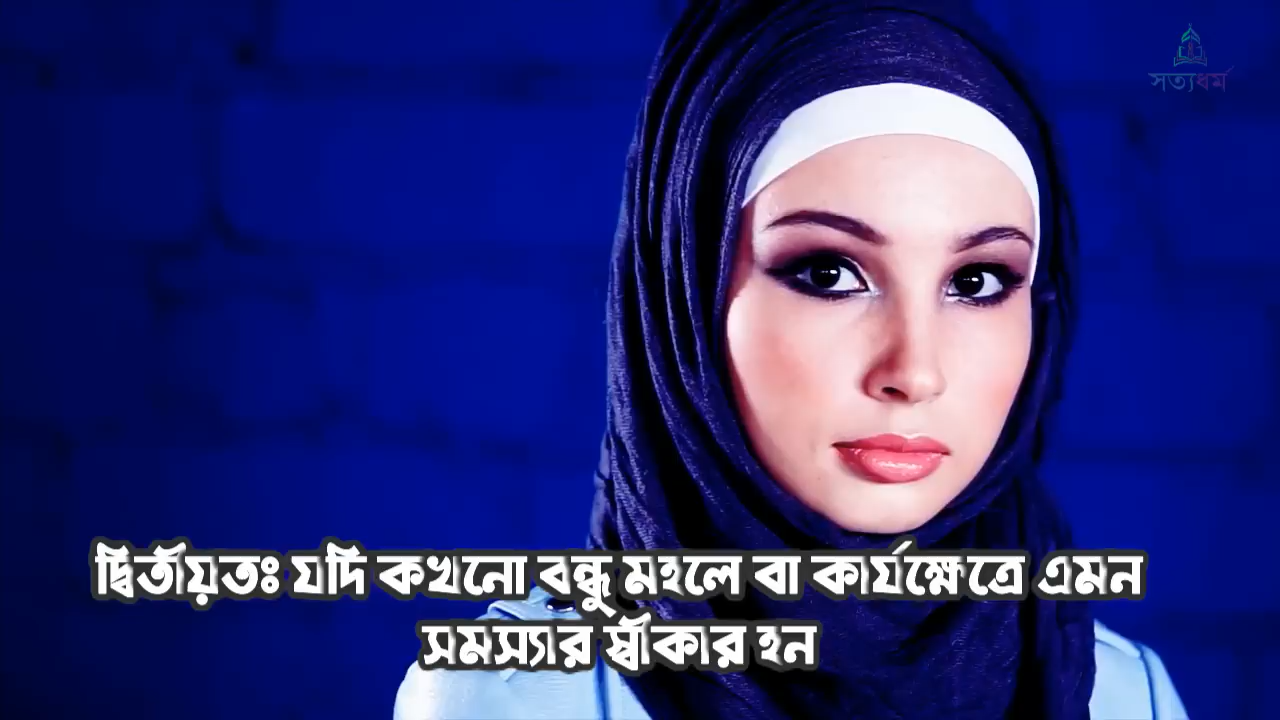 সত্যধর্ম
দ্বিতীয়তঃ যদি কখনো বন্ধু মহলে বা কার্যক্ষেত্রে এমন
সমস্যার স্বীকার হন